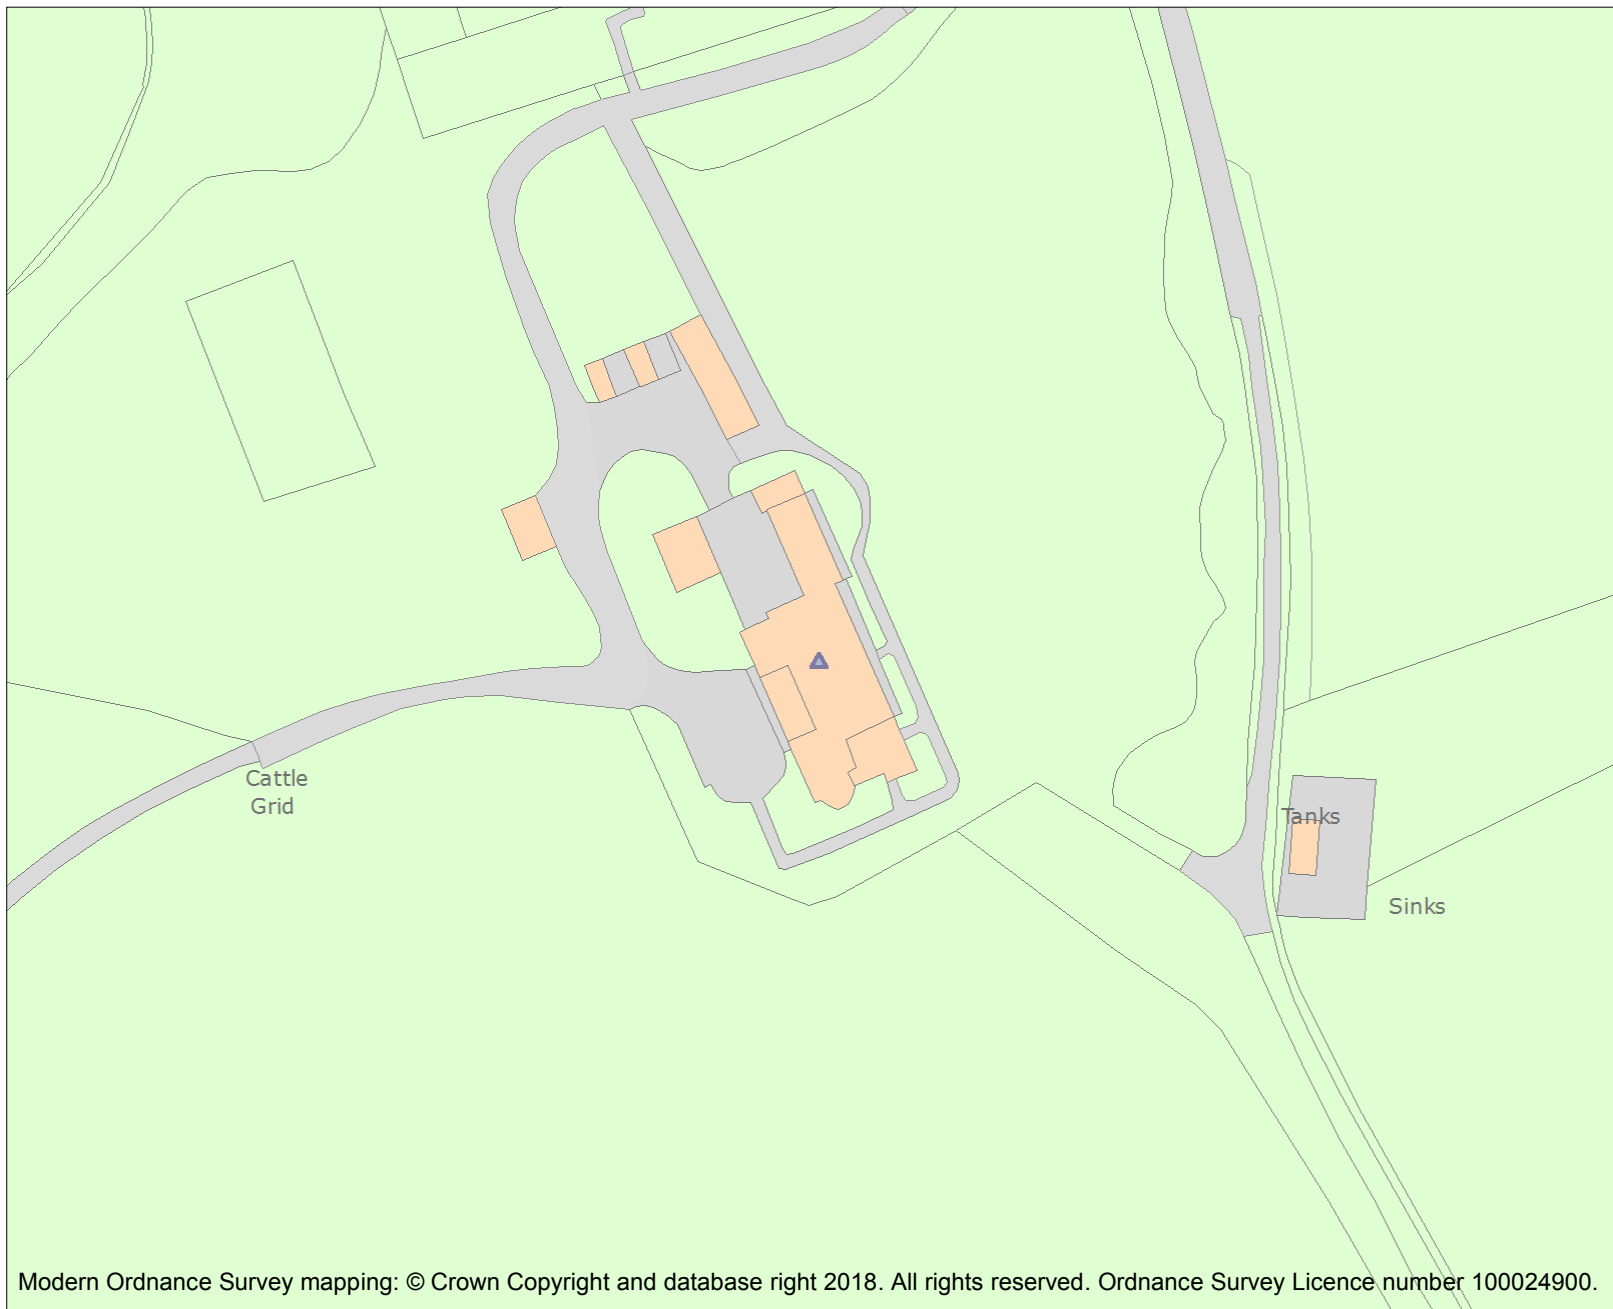 Cattle
Grid
Tanks
Sinks
Modern Ordnance Survey mapping: © Crown Copyright and database right 2018. All rights reserved. Ordnance Survey Licence number 100024900.